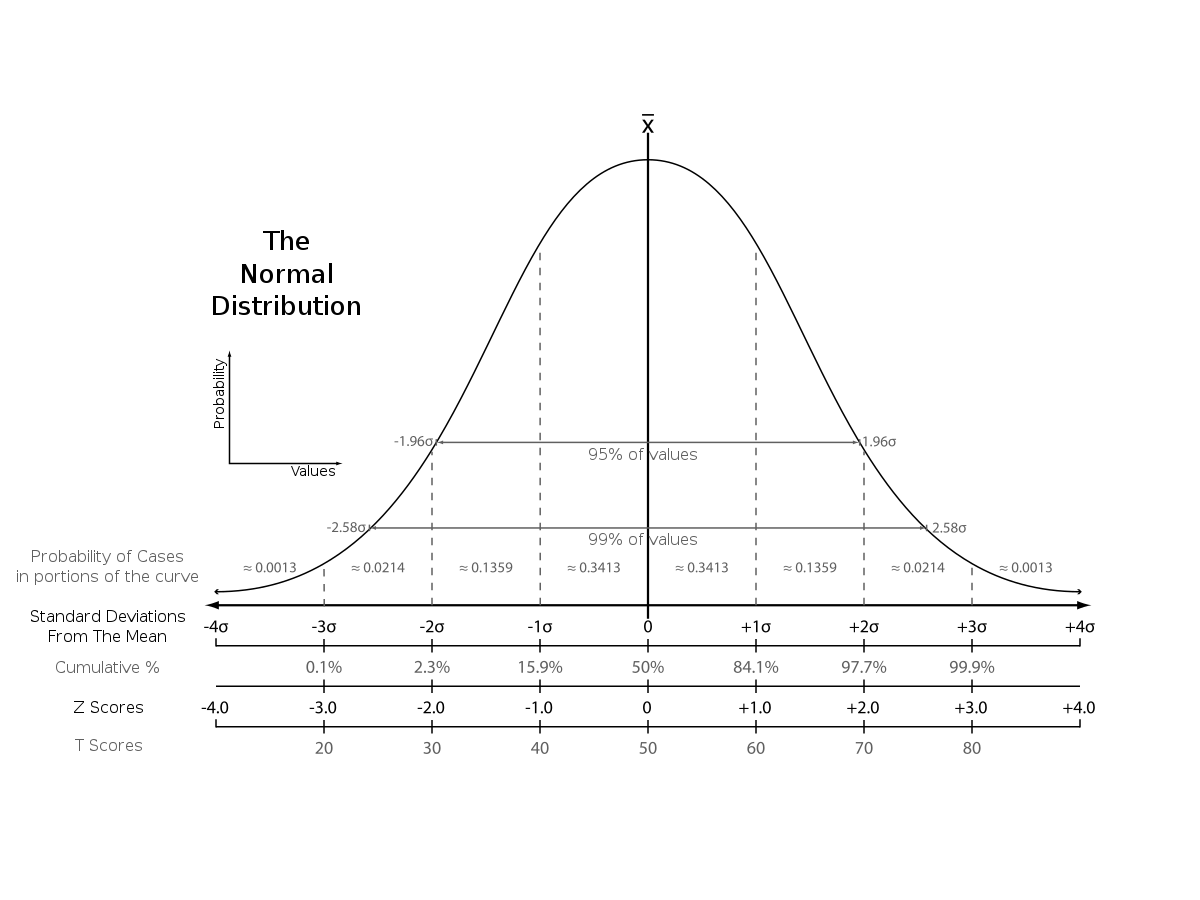 x̄
The
Normal
Distribution
Probability
Values
-1.96σ 1.96σ
95% of values
-2.58σ 2.58σ
99% of values
Probability of Cases
in portions of the curve
≈ 0.0013 ≈ 0.0214 ≈ 0.1359 ≈ 0.3413 ≈ 0.3413 ≈ 0.1359 ≈ 0.0214 ≈ 0.0013
Standard Deviations
From The Mean
-4σ -3σ -2σ -1σ 0 +1σ +2σ +3σ +4σ
Cumulative % 0.1% 2.3% 15.9% 50% 84.1% 97.7% 99.9%
Z Scores -4.0 -3.0 -2.0 -1.0 0 +1.0 +2.0 +3.0 +4.0
T Scores 20 30 40 50 60 70 80